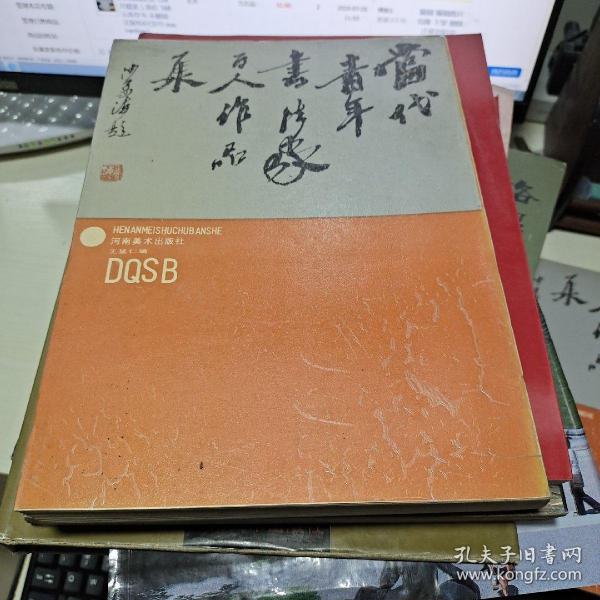 當代
青年
書法家
百人作品
集
沙孟海題
HENANMEISHUCHUBANSHE
河南美术出版社
DQSB
孔夫子旧书网
www.kongfz.com